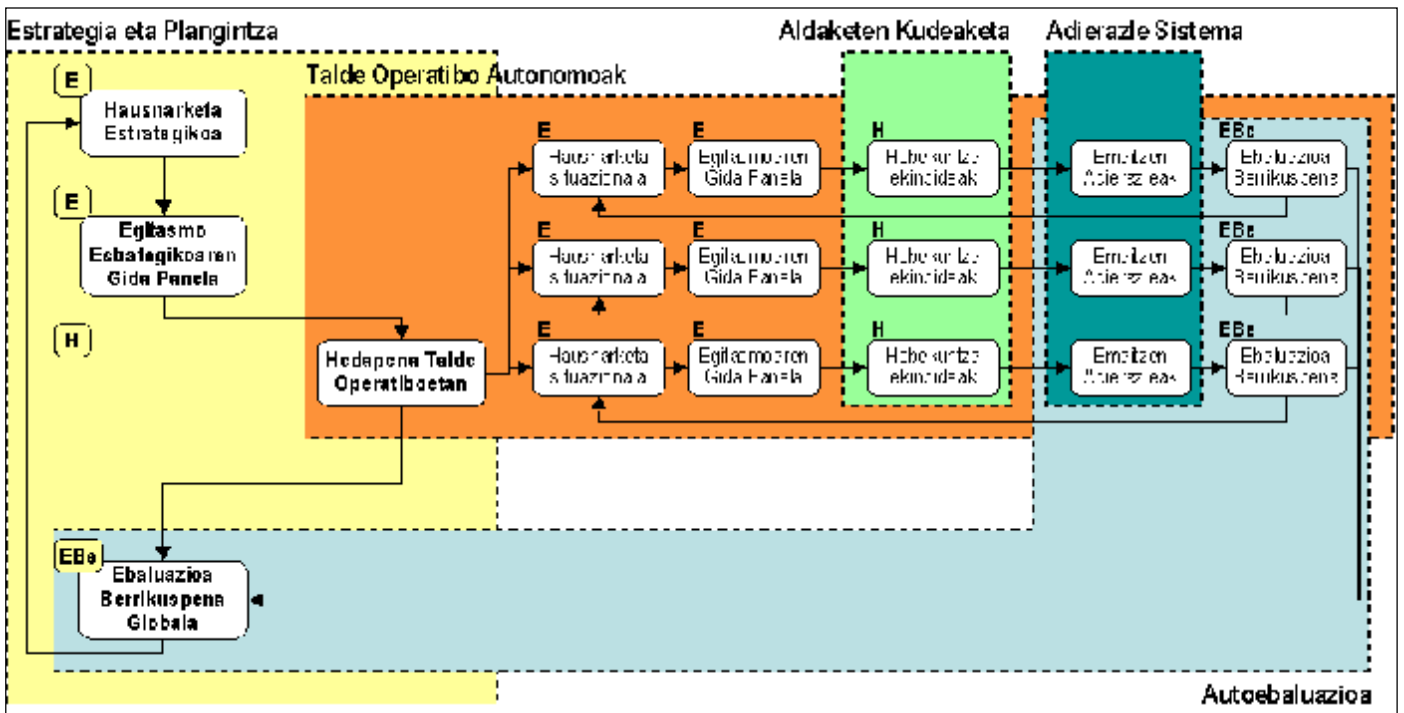 Estrategia eta Plangintza
Aldaketen Kudeaketa
Adierazle Sistema
Talde Operatibo Autonomoak
E
Hausnarketa
Estrategikoa
E
Egitasmo
Estrategikoaren
Gida Panela
H
Hedapena Talde
Operatiboetan
E
Hausnarketa
situazionala
E
Egitasmoaren
Gida Panela
H
Hobekuntza
ekinbideak
Emaitzen
Adierazleak
EBe
Ebaluazioa
Berrikuspena
E
Hausnarketa
situazionala
E
Egitasmoaren
Gida Panela
H
Hobekuntza
ekinbideak
Emaitzen
Adierazleak
EBe
Ebaluazioa
Berrikuspena
E
Hausnarketa
situazionala
E
Egitasmoaren
Gida Panela
H
Hobekuntza
ekinbideak
Emaitzen
Adierazleak
EBe
Ebaluazioa
Berrikuspena
EBe
Ebaluazioa
Berrikuspena
Globala
Autoebaluazioa